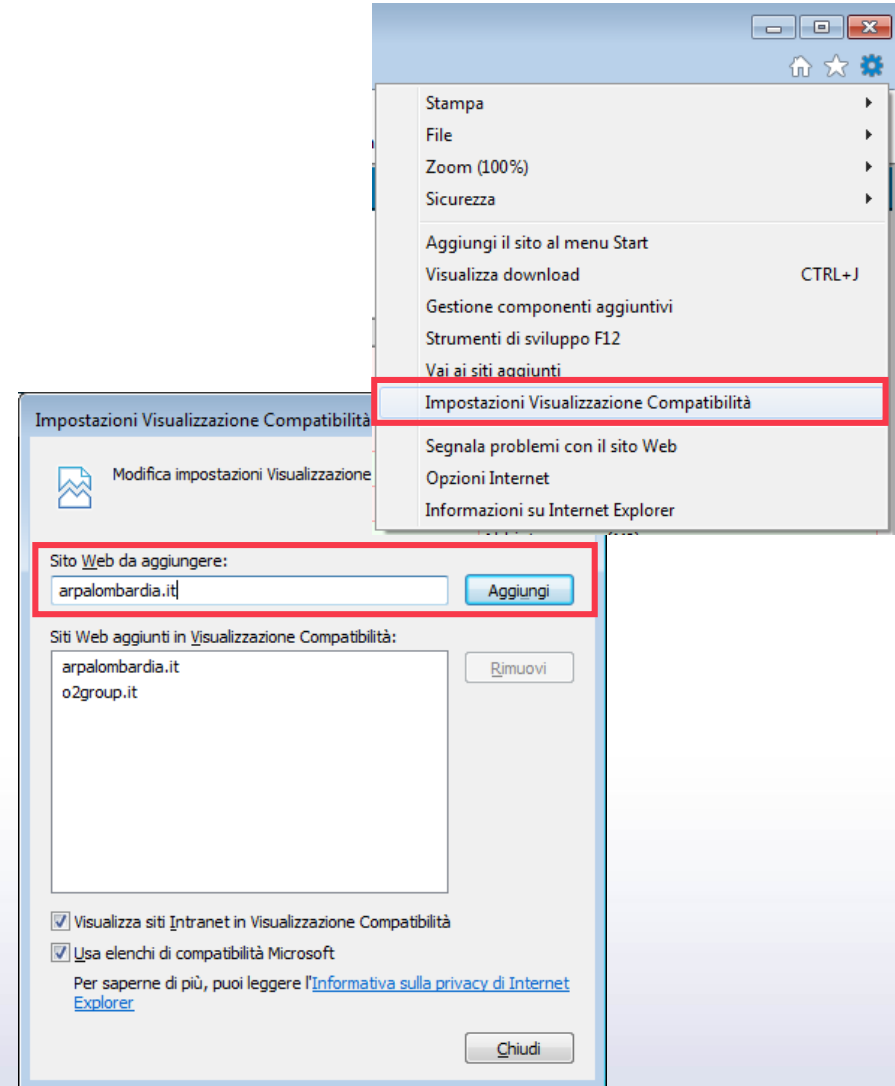 Stampa
File
Zoom (100%)
Sicurezza
Aggiungi il sito al menu Start
Visualizza download CTRL+J
Gestione componenti aggiuntivi
Strumenti di sviluppo F12
Vai ai siti aggiunti
Impostazioni Visualizzazione Compatibilità
Segnala problemi con il sito Web
Opzioni Internet
Informazioni su Internet Explorer
Impostazioni Visualizzazione Compatibilità
Modifica impostazioni Visualizzazione
Sito Web da aggiungere:
arpalombardia.it Aggiungi
Siti Web aggiunti in Visualizzazione Compatibilità:
arpalombardia.it
o2group.it
Rimuovi
Visualizza siti Intranet in Visualizzazione Compatibilità
Usa elenchi di compatibilità Microsoft
Per saperne di più, puoi leggere l'Informativa sulla privacy di Internet
Explorer
Chiudi